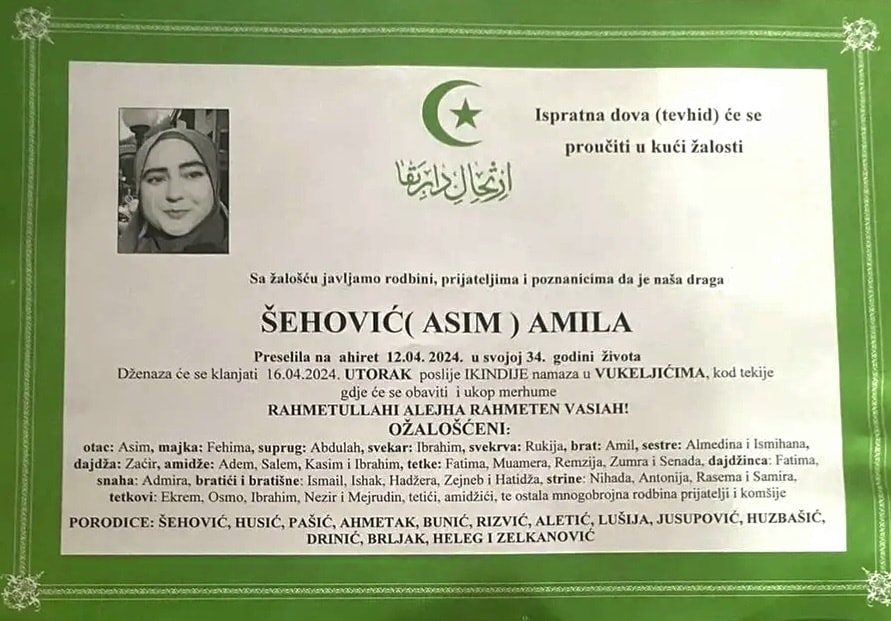 Ispratna dova (tevhid) će se
proučiti u kući žalosti
ارتحال دار بقا
Sa žalošću javljamo rodbini, prijateljima i poznanicima da je naša draga
ŠEHOVIĆ( ASIM ) AMILA
Preselila na ahiret 12.04. 2024. u svojoj 34. godini života
Dženaza će se klanjati 16.04.2024. UTORAK poslije IKINDIJE namaza u VUKELJIĆIMA, kod tekije
gdje će se obaviti i ukop merhume
RAHMETULLAHI ALEJHA RAHMETEN VASIAH!
OŽALOŠĆENI:
otac: Asim, majka: Fehima, suprug: Abdulah, svekar: Ibrahim, svekrva: Rukija, brat: Amil, sestre: Almedina i Ismihana,
dajdža: Zaćir, amidže: Adem, Salem, Kasim i Ibrahim, tetke: Fatima, Muamera, Remzija, Zumra i Senada, dajdžinca: Fatima,
snaha: Admira, bratići i bratišne: Ismail, Ishak, Hadžera, Zejneb i Hatidža, strine: Nihada, Antonija, Rasema i Samira,
tetkovi: Ekrem, Osmo, Ibrahim, Nezir i Mejrudin, tetići, amidžići, te ostala mnogobrojna rodbina prijatelji i komšije
PORODICE: ŠEHOVIĆ, HUSIĆ, PAŠIĆ, AHMETAK, BUNIĆ, RIZVIĆ, ALETIĆ, LUŠIJA, JUSUPOVIĆ, HUZBAŠIĆ,
DRINIĆ, BRLJAK, HELEG I ZELKANOVIĆ